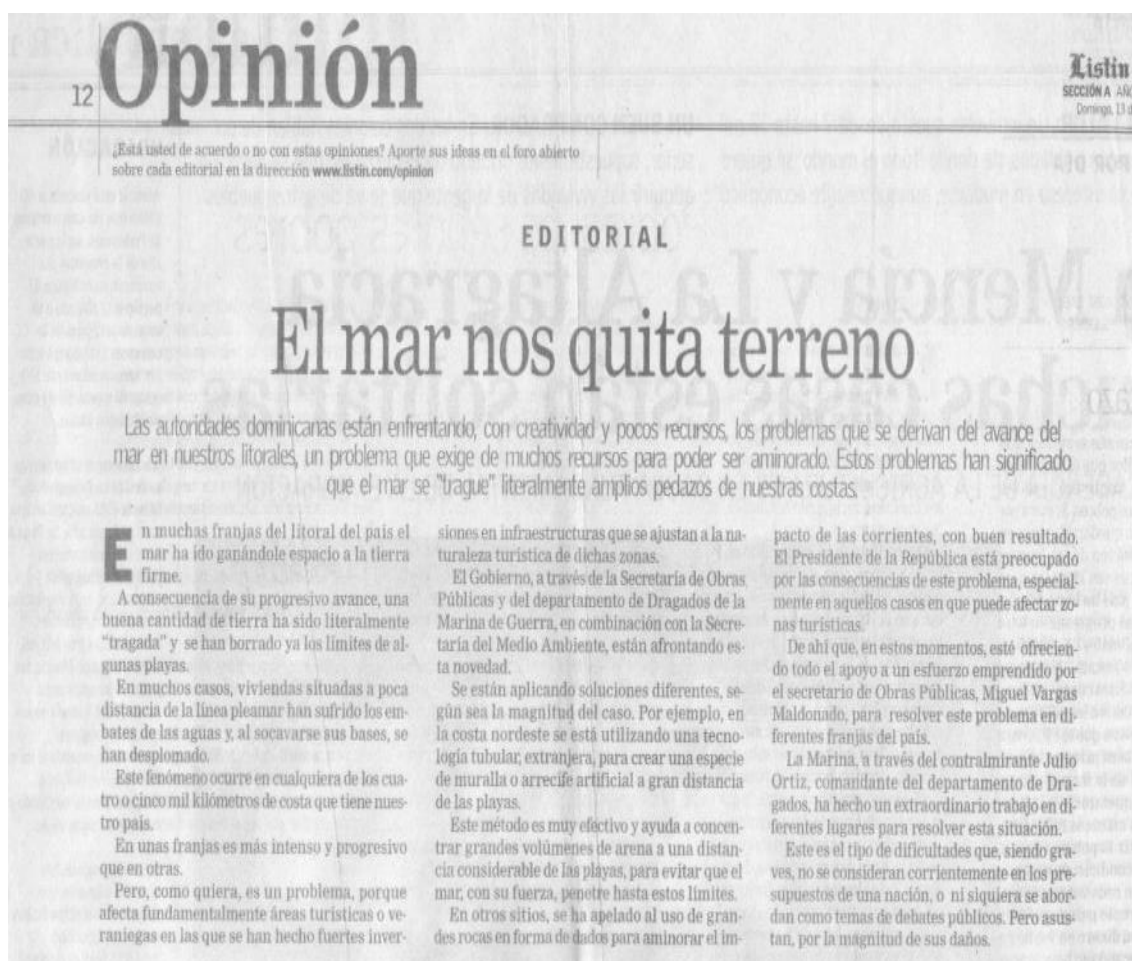 12 Opinión
Listin
SECCIÓN A AÑO
Domingo, 13 d
¿Está usted de acuerdo o no con estas opiniones? Aporte sus ideas en el foro abierto
sobre cada editorial en la dirección www.listin.com/opinion
EDITORIAL
El mar nos quita terreno
Las autoridades dominicanas están enfrentando, con creatividad y pocos recursos, los problemas que se derivan del avance del
mar en nuestros litorales, un problema que exige de muchos recursos para poder ser aminorado. Estos problemas han significado
que el mar se "trague" literalmente amplios pedazos de nuestras costas.
En muchas franjas del litoral del país el
mar ha ido ganándole espacio a la tierra
firme.
A consecuencia de su progresivo avance, una
buena cantidad de tierra ha sido literalmente
"tragada" y se han borrado ya los límites de al-
gunas playas.
En muchos casos, viviendas situadas a poca
distancia de la línea pleamar han sufrido los em-
bates de las aguas y, al socavarse sus bases, se
han desplomado.
Este fenómeno ocurre en cualquiera de los cua-
tro o cinco mil kilómetros de costa que tiene nues-
tro país.
En unas franjas es más intenso y progresivo
que en otras.
Pero, como quiera, es un problema, porque
afecta fundamentalmente áreas turísticas o ve-
raniegas en las que se han hecho fuertes inver-
siones en infraestructuras que se ajustan a la na-
turaleza turística de dichas zonas.
El Gobierno, a través de la Secretaría de Obras
Públicas y del departamento de Dragados de la
Marina de Guerra, en combinación con la Secre-
taría del Medio Ambiente, están afrontando es-
ta novedad.
Se están aplicando soluciones diferentes, se-
gún sea la magnitud del caso. Por ejemplo, en
la costa nordeste se está utilizando una tecno-
logía tubular, extranjera, para crear una especie
de muralla o arrecife artificial a gran distancia
de las playas.
Este método es muy efectivo y ayuda a concen-
trar grandes volúmenes de arena a una distan-
cia considerable de las playas, para evitar que el
mar, con su fuerza, penetre hasta estos límites.
En otros sitios, se ha apelado al uso de gran-
des rocas en forma de dados para aminorar el im-
pacto de las corrientes, con buen resultado.
El Presidente de la República está preocupado
por las consecuencias de este problema, especial-
mente en aquellos casos en que puede afectar zo-
nas turísticas.
De ahí que, en estos momentos, esté ofrecien-
do todo el apoyo a un esfuerzo emprendido por
el secretario de Obras Públicas, Miguel Vargas
Maldonado, para resolver este problema en di-
ferentes franjas del país.
La Marina, a través del contralmirante Julio
Ortiz, comandante del departamento de Dra-
gados, ha hecho un extraordinario trabajo en di-
ferentes lugares para resolver esta situación.
Este es el tipo de dificultades que, siendo gra-
ves, no se consideran corrientemente en los pre-
supuestos de una nación, o ni siquiera se abor-
dan como temas de debates públicos. Pero asus-
tan, por la magnitud de sus daños.